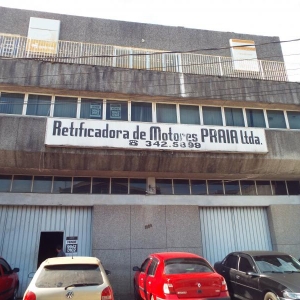 Retificadora de Motores PRAIA ltda.
☎ 342.5899